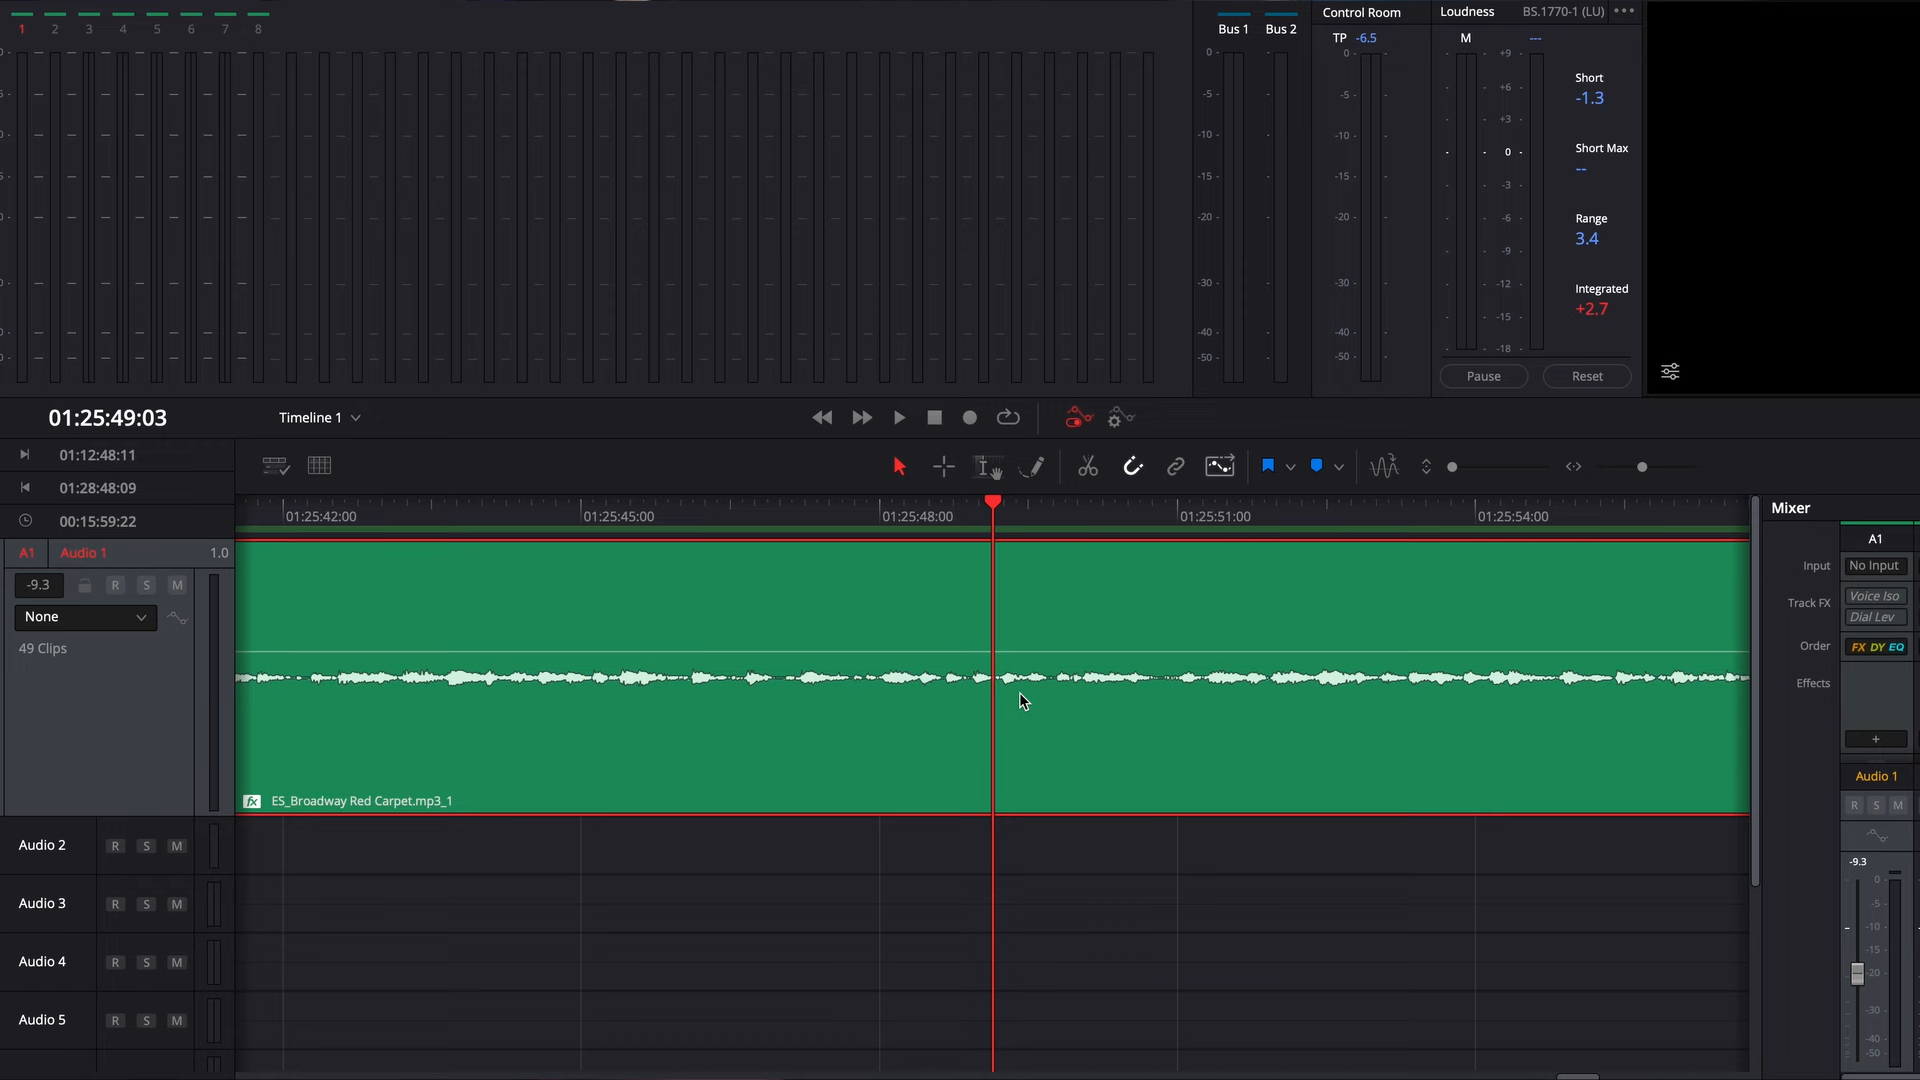 1 2 3 4 5 6 7 8
Bus 1 Bus 2
0 -
-5 -
-10 -
-15 -
-20 -
-30 -
-40 -
-50 -
Control Room
TP -6.5
0 -
-5 -
-10 -
-15 -
-20 -
-30 -
-40 -
-50 -
Loudness BS.1770-1 (LU)
M ---
+9
+6
+3
0
-3
-6
-9
-12
-15
-18
Short
-1.3
Short Max
--
Range
3.4
Integrated
+2.7
Pause Reset
01:25:49:03 Timeline 1
01:12:48:11
01:28:48:09
00:15:59:22
01:25:42:00 01:25:45:00 01:25:48:00 01:25:51:00 01:25:54:00
A1 Audio 1 1.0
-9.3 R S M
None
49 Clips
fx ES_Broadway Red Carpet.mp3_1
Audio 2 R S M
Audio 3 R S M
Audio 4 R S M
Audio 5 R S M
Mixer
A1
Input No Input
Track FX Voice Iso
Dial Lev
Order FX DY EQ
Effects
+
Audio 1
R S M
-9.3
0
-5
-10
-15
-20
-30
-40
-50